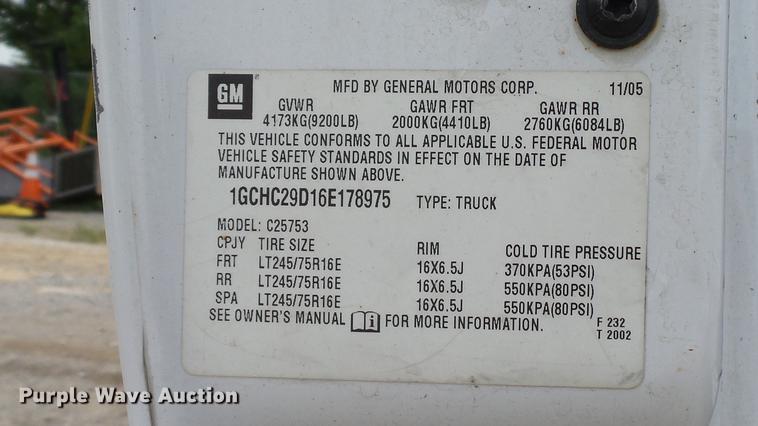 GM MFD BY GENERAL MOTORS CORP. 11/05
GVWR GAWR FRT GAWR RR
4173KG(9200LB) 2000KG(4410LB) 2760KG(6084LB)
THIS VEHICLE CONFORMS TO ALL APPLICABLE U.S. FEDERAL MOTOR
VEHICLE SAFETY STANDARDS IN EFFECT ON THE DATE OF
MANUFACTURE SHOWN ABOVE.
1GCHC29D16E178975 TYPE: TRUCK
MODEL: C25753
CPJY TIRE SIZE RIM COLD TIRE PRESSURE
FRT LT245/75R16E 16X6.5J 370KPA(53PSI)
RR LT245/75R16E 16X6.5J 550KPA(80PSI)
SPA LT245/75R16E 16X6.5J 550KPA(80PSI)
SEE OWNER'S MANUAL i FOR MORE INFORMATION. F 232
T 2002
Purple Wave Auction